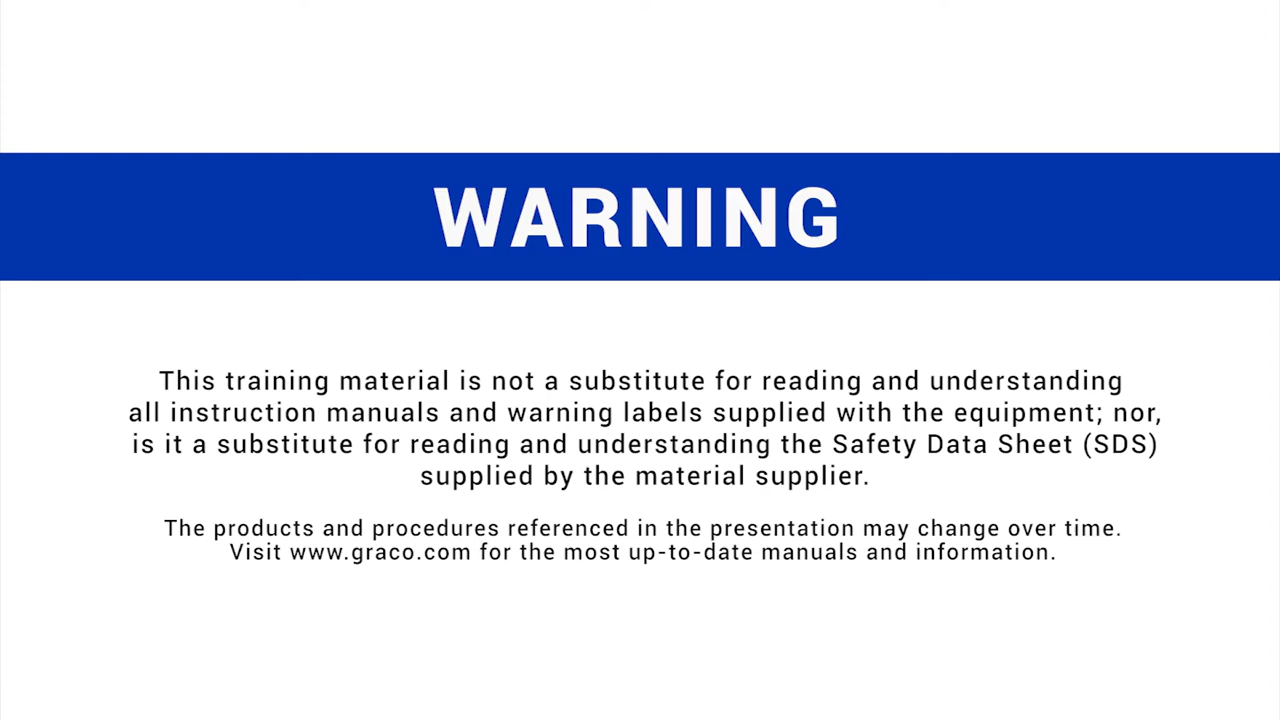 WARNING
This training material is not a substitute for reading and understanding
all instruction manuals and warning labels supplied with the equipment; nor,
is it a substitute for reading and understanding the Safety Data Sheet (SDS)
supplied by the material supplier.
The products and procedures referenced in the presentation may change over time.
Visit www.graco.com for the most up-to-date manuals and information.